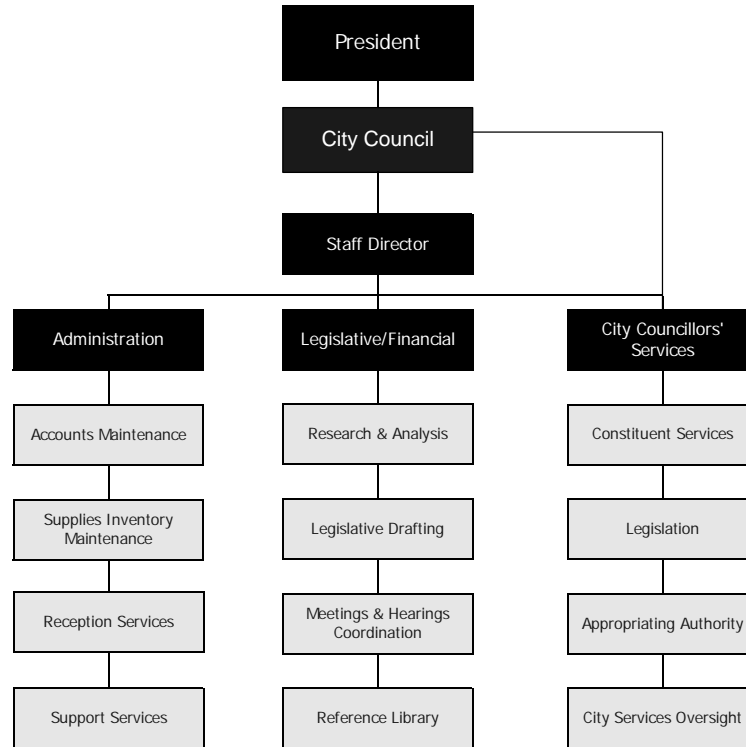 President
City Council
Staff Director
Administration
Legislative/Financial
City Councillors'
Services
Accounts Maintenance
Research & Analysis
Constituent Services
Supplies Inventory
Maintenance
Legislative Drafting
Legislation
Reception Services
Meetings & Hearings
Coordination
Appropriating Authority
Support Services
Reference Library
City Services Oversight